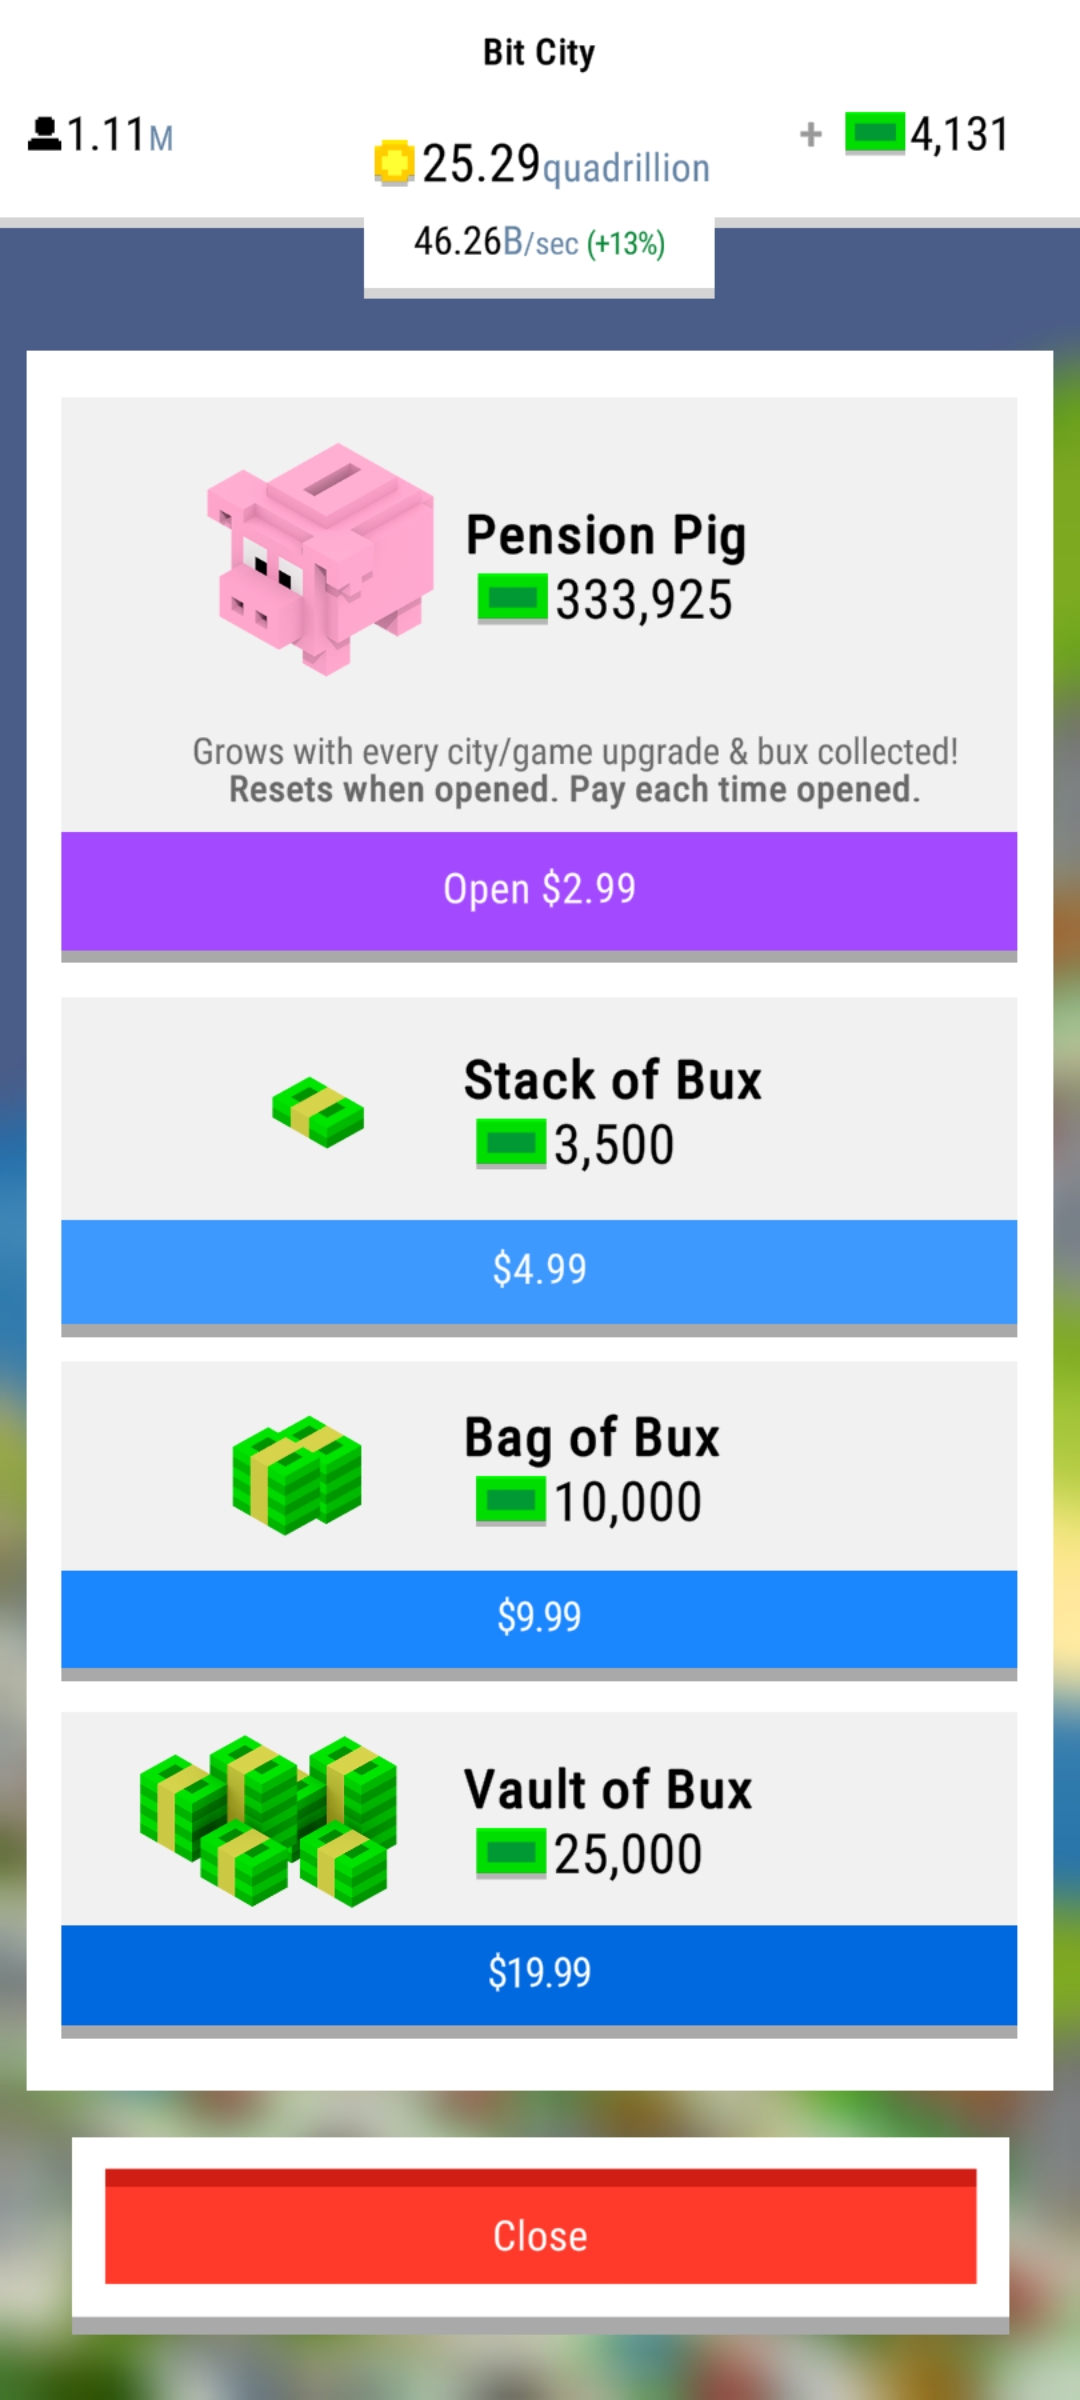 Bit City
1.11M
25.29quadrillion
+ 4,131
46.26B/sec (+13%)
Pension Pig
333,925
Grows with every city/game upgrade & bux collected!
Resets when opened. Pay each time opened.
Open $2.99
Stack of Bux
3,500
$4.99
Bag of Bux
10,000
$9.99
Vault of Bux
25,000
$19.99
Close